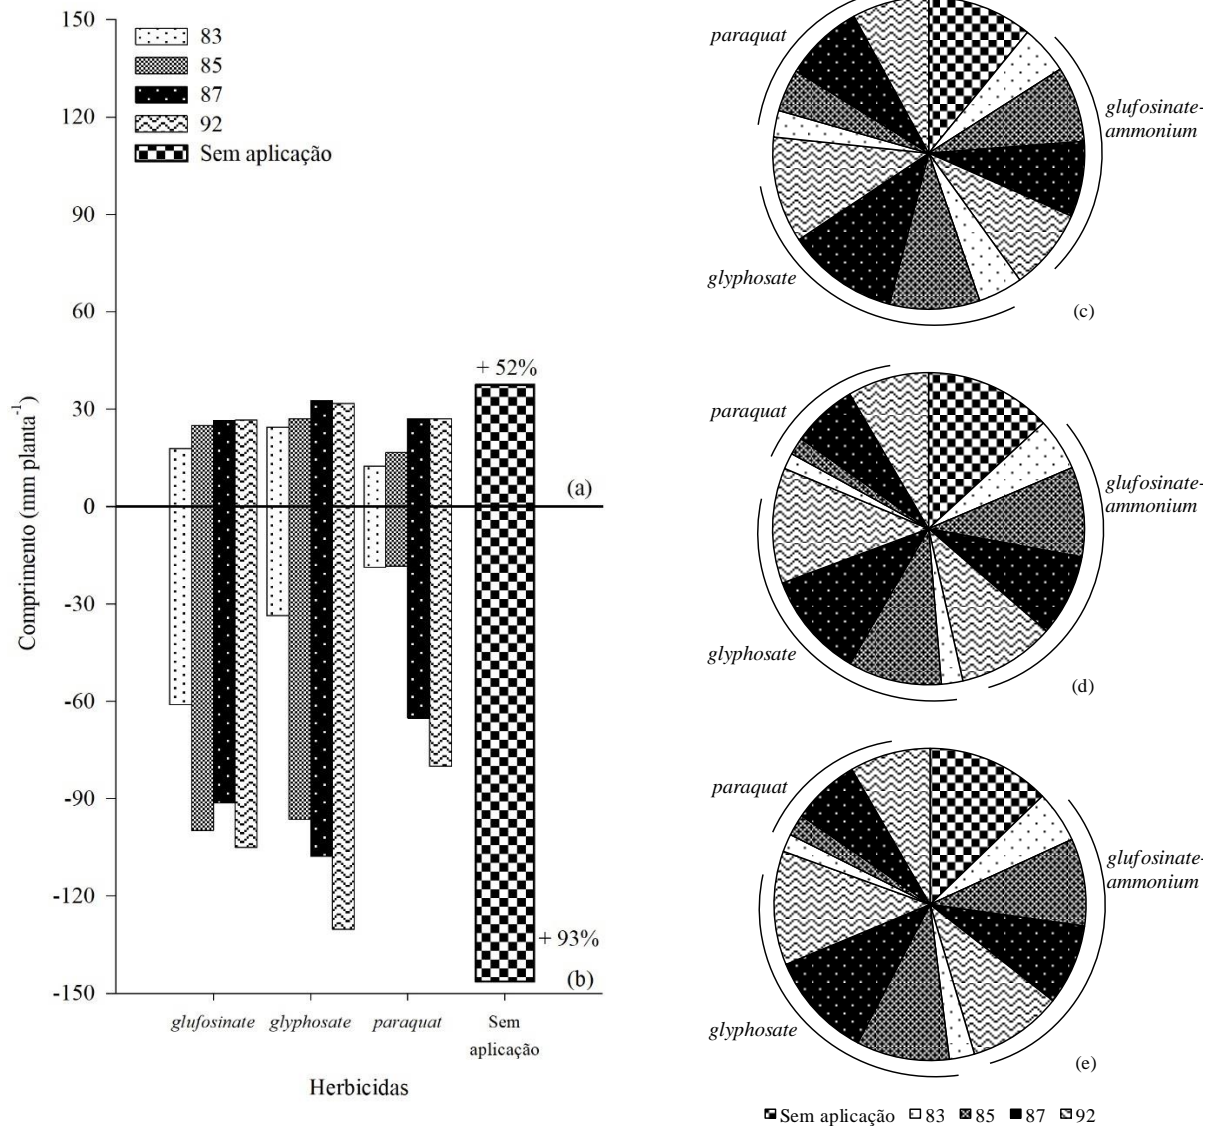 150
120
90
60
30
0
-30
-60
-90
-120
-150
Comprimento (mm planta⁻¹)
83
85
87
92
Sem aplicação
+ 52%
(a)
+ 93%
(b)
glufosinate
glyphosate
paraquat
Sem
aplicação
Herbicidas
paraquat
glufosinate-
ammonium
glyphosate
(c)
paraquat
glufosinate-
ammonium
glyphosate
(d)
paraquat
glufosinate-
ammonium
glyphosate
(e)
Sem aplicação 83 85 87 92